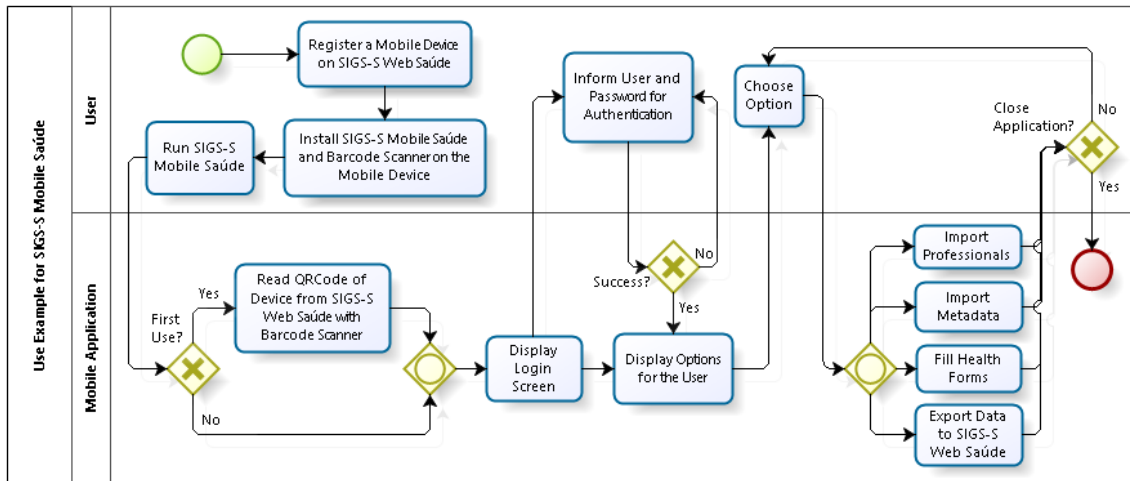 Use Example for SIGS-S Mobile Saúde
User
Register a Mobile Device
on SIGS-S Web Saúde
Install SIGS-S Mobile Saúde
and Barcode Scanner on the
Mobile Device
Run SIGS-S
Mobile Saúde
Inform User and
Password for
Authentication
Choose
Option
Close
Application?
No
Yes
Mobile Application
First
Use?
Yes
No
Read QRCode of
Device from SIGS-S
Web Saúde with
Barcode Scanner
Display
Login
Screen
Success?
No
Yes
Display Options
for the User
Import
Professionals
Import
Metadata
Fill Health
Forms
Export Data
to SIGS-S
Web Saúde